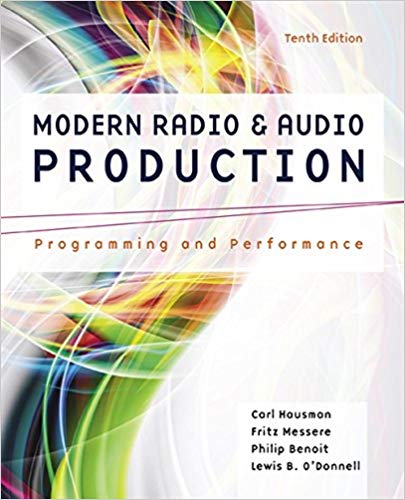 Tenth Edition
MODERN RADIO & AUDIO
PRODUCTION
Programming and Performance
Carl Hausman
Fritz Messere
Philip Benoit
Lewis B. O'Donnell